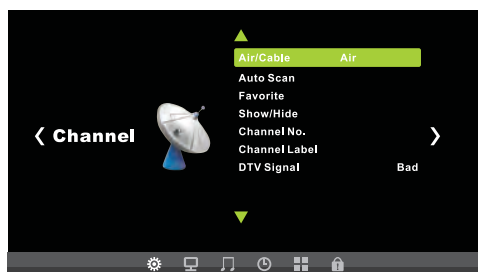 Channel
Air/Cable Air
Auto Scan
Favorite
Show/Hide
Channel No.
Channel Label
DTV Signal Bad